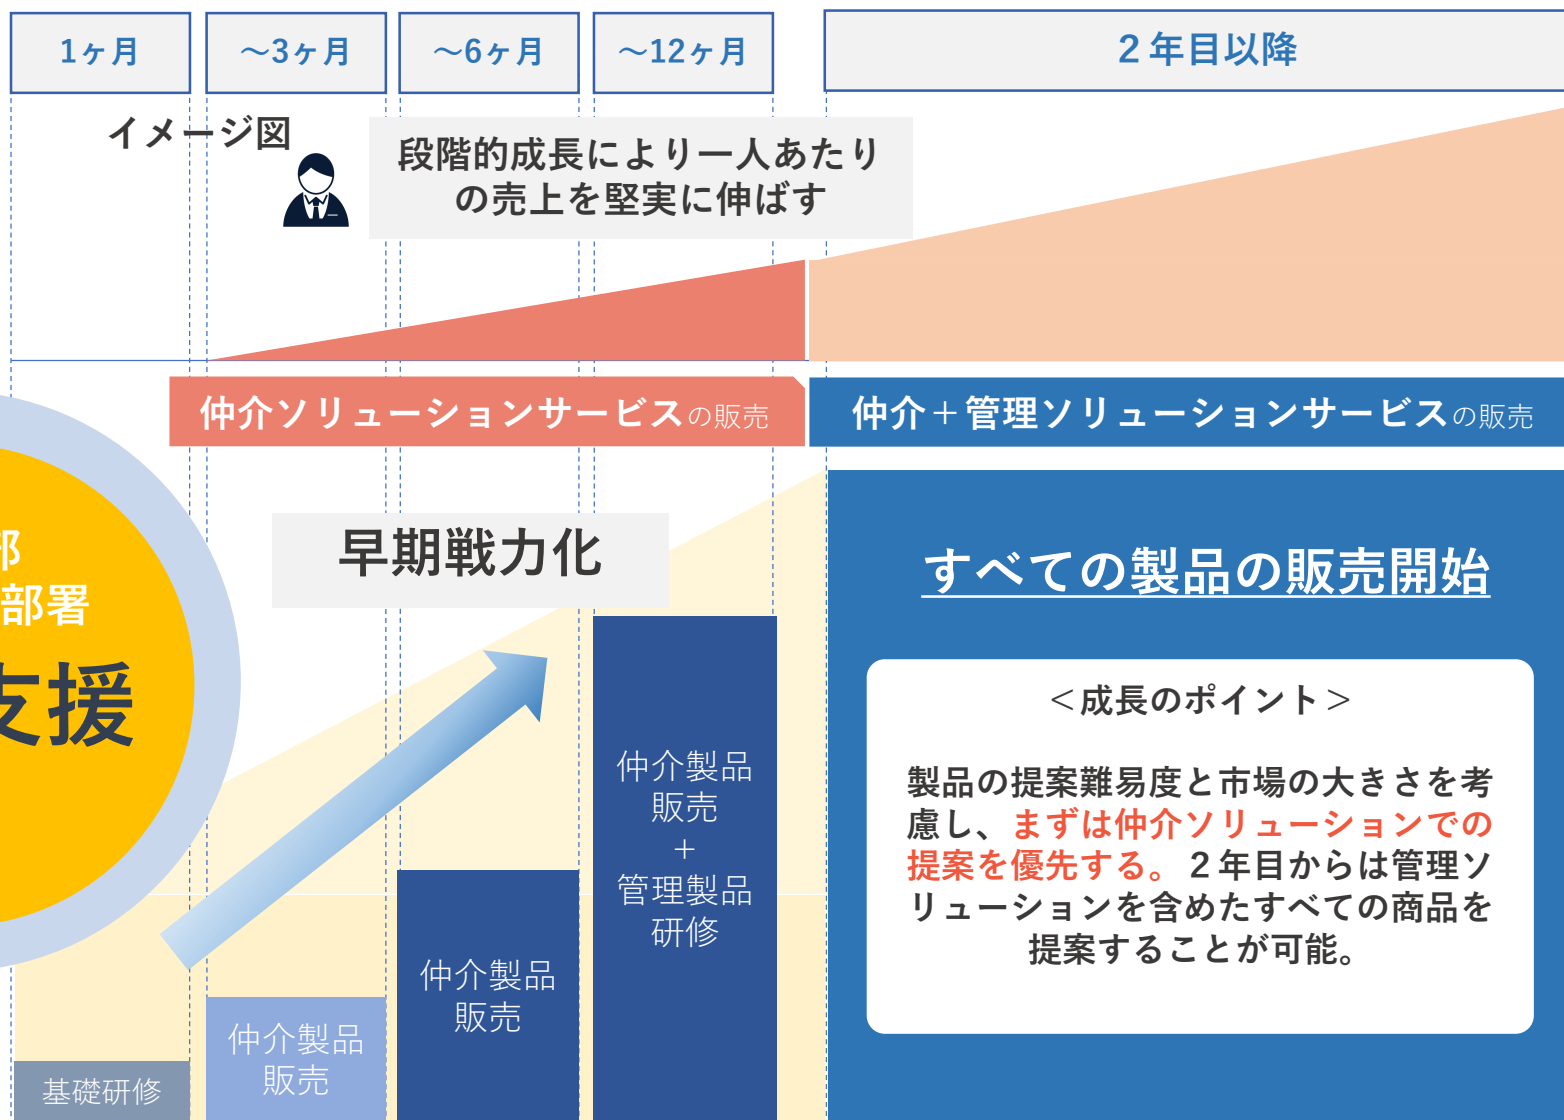 1ヶ月
～3ヶ月
～6ヶ月
～12ヶ月
２年目以降
イメージ図
段階的成長により一人あたり
の売上を堅実に伸ばす
仲介ソリューションサービスの販売
仲介＋管理ソリューションサービスの販売
部
部署
支援
早期戦力化
基礎研修
仲介製品
販売
仲介製品
販売
仲介製品
販売
＋
管理製品
研修
すべての製品の販売開始
＜成長のポイント＞
製品の提案難易度と市場の大きさを考
慮し、まずは仲介ソリューションでの
提案を優先する。２年目からは管理ソ
リューションを含めたすべての商品を
提案することが可能。